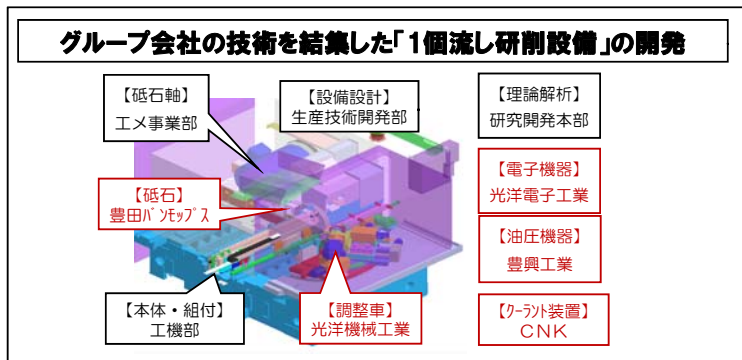 グループ会社の技術を結集した「1個流し研削設備」の開発
【砥石軸】
工メ事業部
【設備設計】
生産技術開発部
【理論解析】
研究開発本部
【砥石】
豊田バンモップス
【電子機器】
光洋電子工業
【油圧機器】
豊興工業
【本体・組付】
工機部
【調整車】
光洋機械工業
【クーラント装置】
CNK